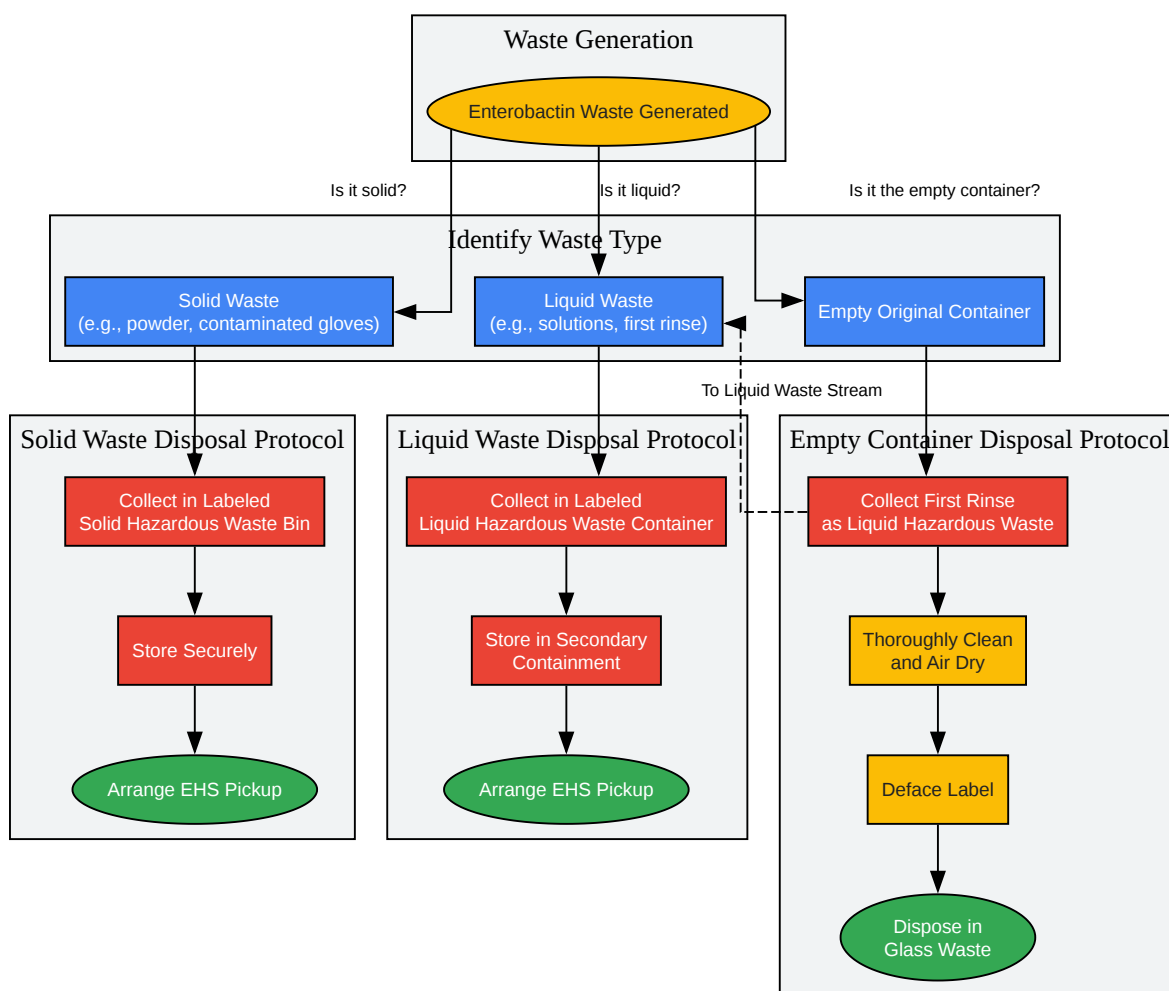 Waste Generation
Enterobactin Waste Generated
Is it solid?
Is it liquid?
Is it the empty container?
Identify Waste Type
Solid Waste
(e.g., powder, contaminated gloves)
Liquid Waste
(e.g., solutions, first rinse)
Empty Original Container
To Liquid Waste Stream
Solid Waste Disposal Protocol
Collect in Labeled
Solid Hazardous Waste Bin
Store Securely
Arrange EHS Pickup
Liquid Waste Disposal Protocol
Collect in Labeled
Liquid Hazardous Waste Container
Store in Secondary
Containment
Arrange EHS Pickup
Empty Container Disposal Protocol
Collect First Rinse
as Liquid Hazardous Waste
Thoroughly Clean
and Air Dry
Deface Label
Dispose in
Glass Waste